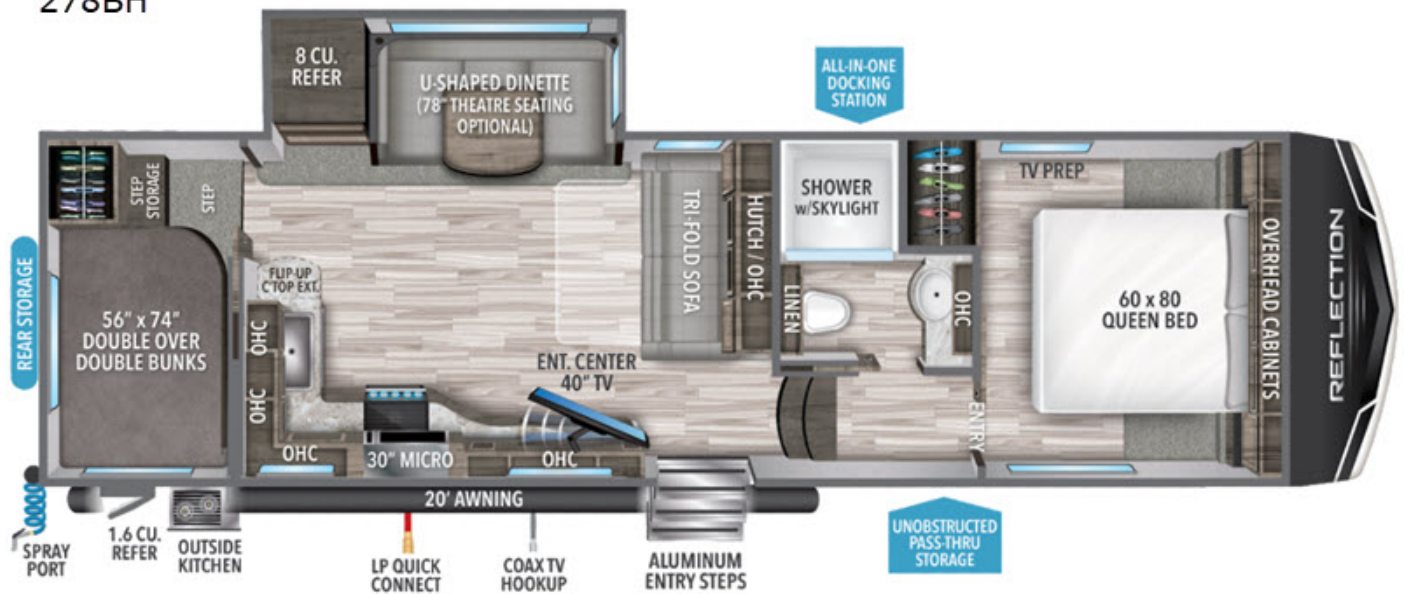 278BH
8 CU.
REFER
U-SHAPED DINETTE
(78" THEATRE SEATING
OPTIONAL)
ALL-IN-ONE
DOCKING
STATION
STEP
STORAGE
STEP
TRI-FOLD SOFA
HUTCH / OHC
SHOWER
w/SKYLIGHT
TV PREP
REAR STORAGE
56" x 74"
DOUBLE OVER
DOUBLE BUNKS
FLIP-UP
C'TOP EXT.
OHC
OHC
OHC
30" MICRO
OHC
ENT. CENTER
40" TV
LINEN
OHC
ENTRY
60 x 80
QUEEN BED
OVERHEAD CABINETS
REFLECTION
20' AWNING
SPRAY
PORT
1.6 CU.
REFER
OUTSIDE
KITCHEN
LP QUICK
CONNECT
COAX TV
HOOKUP
ALUMINUM
ENTRY STEPS
UNOBSTRUCTED
PASS-THRU
STORAGE